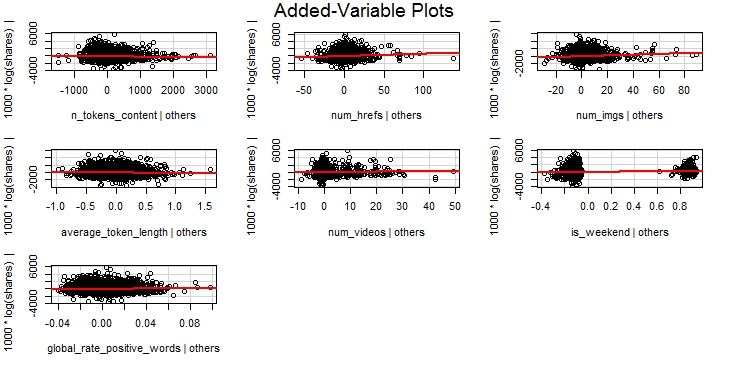 Added-Variable Plots
1000 * log(shares) |
6000
-4000
-1000 0 1000 2000 3000
n_tokens_content | others
1000 * log(shares) |
6000
-4000
-50 0 50 100
num_hrefs | others
1000 * log(shares) |
-2000
-20 0 20 40 60 80
num_imgs | others
1000 * log(shares) |
-2000
-1.0 -0.5 0.0 0.5 1.0 1.5
average_token_length | others
1000 * log(shares) |
6000
-4000
-10 0 10 20 30 40 50
num_videos | others
1000 * log(shares) |
6000
-4000
-0.4 0.0 0.2 0.4 0.6 0.8
is_weekend | others
1000 * log(shares) |
6000
-4000
-0.04 0.00 0.04 0.08
global_rate_positive_words | others